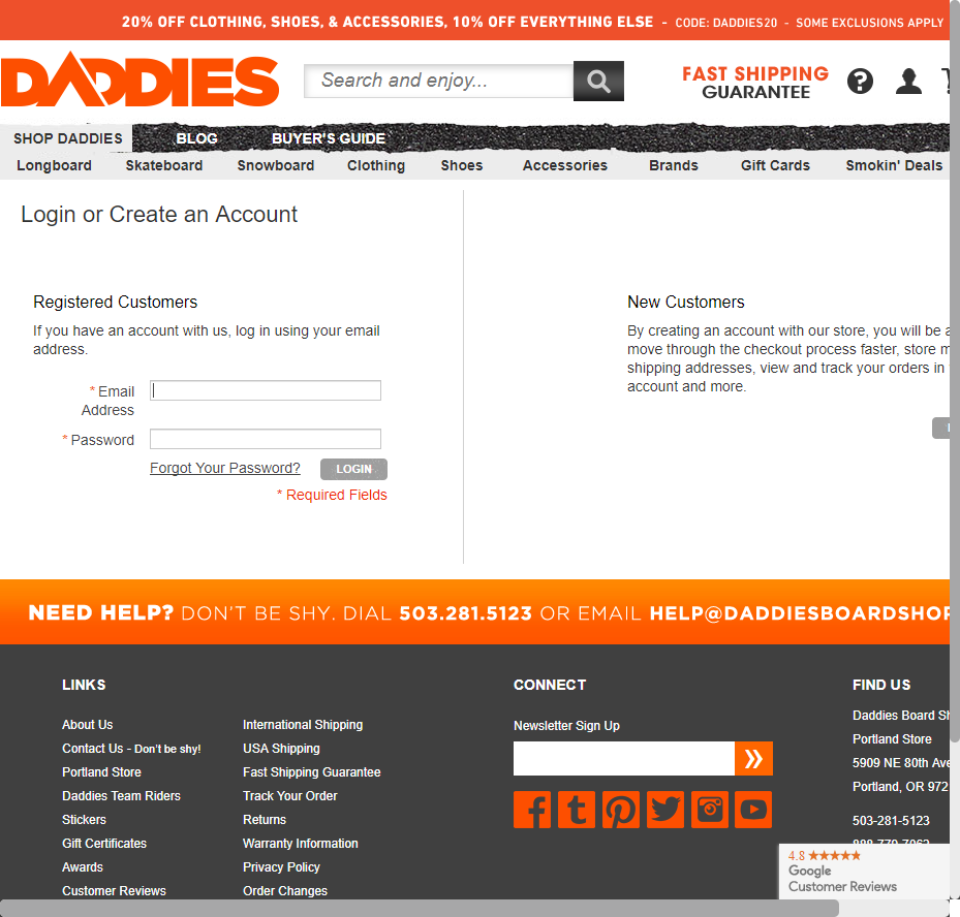 20% OFF CLOTHING, SHOES, & ACCESSORIES, 10% OFF EVERYTHING ELSE - CODE: DADDIES20 - SOME EXCLUSIONS APPLY
DADDIES
Search and enjoy...
FAST SHIPPING
GUARANTEE
SHOP DADDIES BLOG BUYER'S GUIDE
Longboard Skateboard Snowboard Clothing Shoes Accessories Brands Gift Cards Smokin' Deals
Login or Create an Account
Registered Customers
If you have an account with us, log in using your email
address.
* Email
Address
* Password
Forgot Your Password? LOGIN
* Required Fields
New Customers
By creating an account with our store, you will be
move through the checkout process faster, store
shipping addresses, view and track your orders in
account and more.
NEED HELP? DON'T BE SHY. DIAL 503.281.5123 OR EMAIL HELP@DADDIESBOARDSHOP
LINKS
About Us
Contact Us - Don't be shy!
Portland Store
Daddies Team Riders
Stickers
Gift Certificates
Awards
Customer Reviews
International Shipping
USA Shipping
Fast Shipping Guarantee
Track Your Order
Returns
Warranty Information
Privacy Policy
Order Changes
CONNECT
Newsletter Sign Up
FIND US
Daddies Board
Portland Store
5909 NE 80th Ave
Portland, OR 972
503-281-5123
4.8 ★★★★★
Google
Customer Reviews